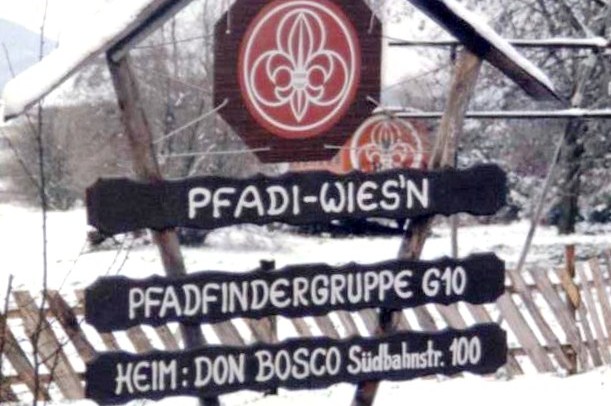 PFADI-WIES'N
PFADFINDERGRUPPE G10
HEIM: DON BOSCO Südbahnstr. 100